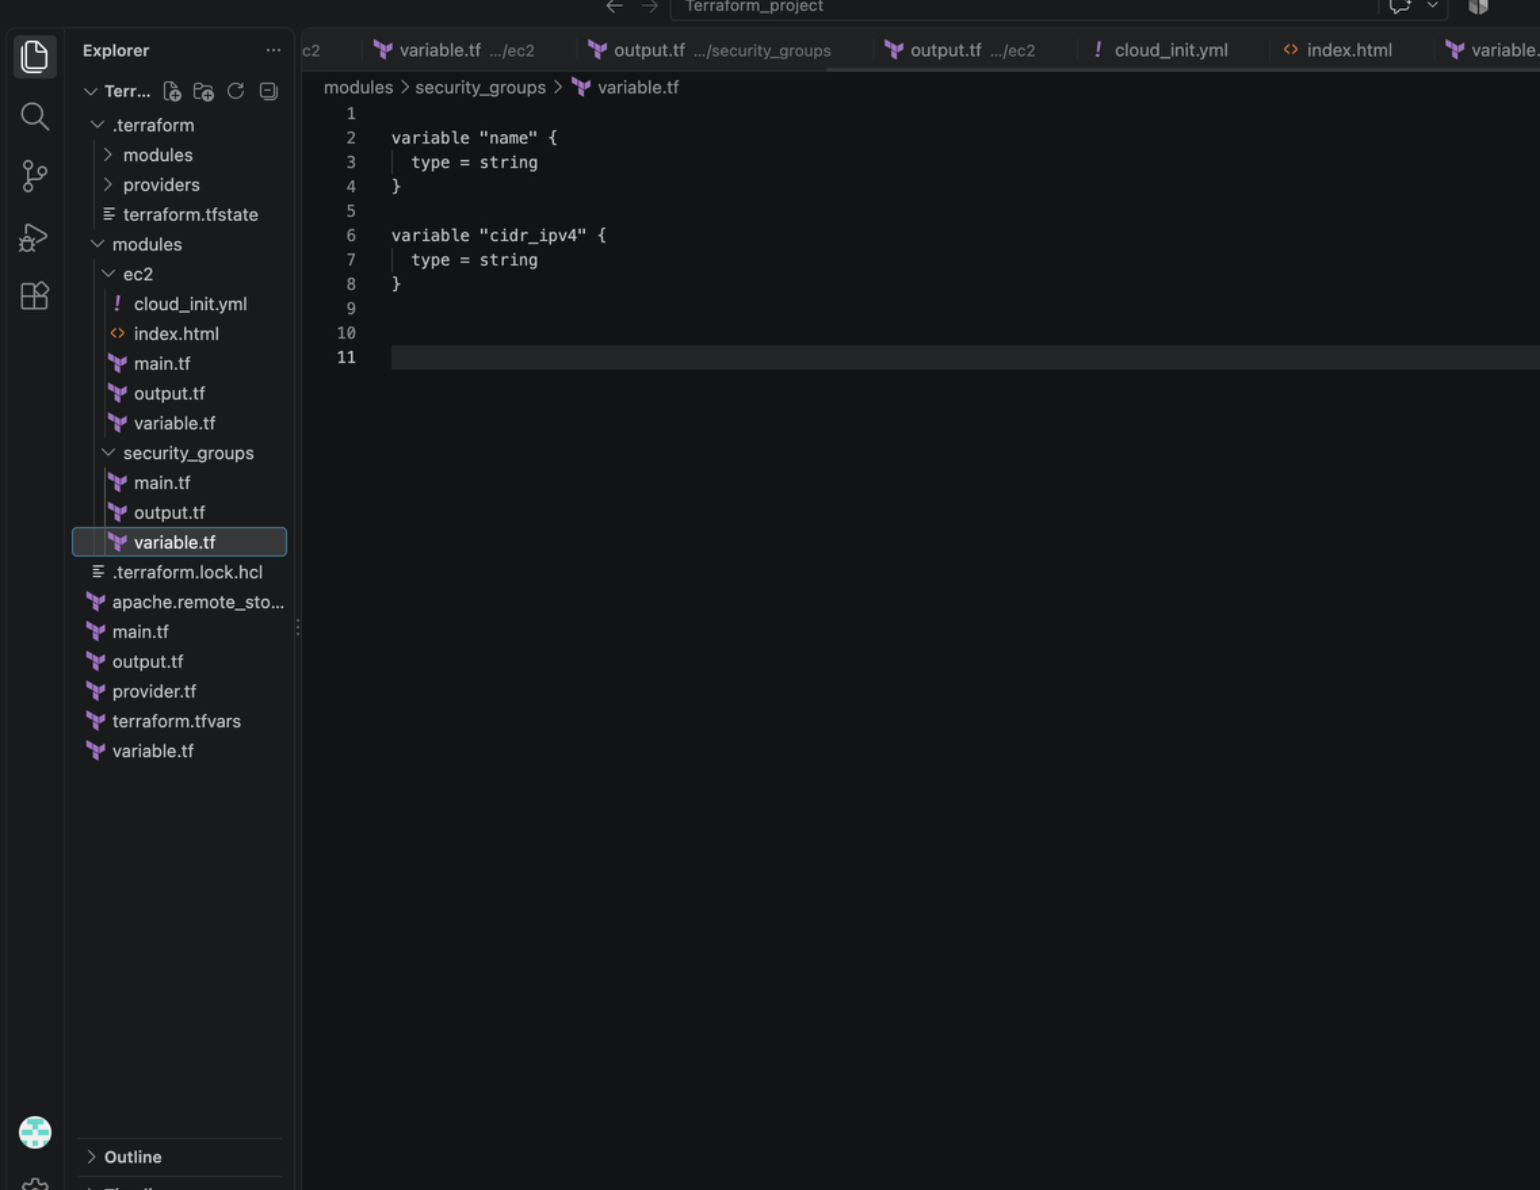 Terraform_project
Explorer
c2
variable.tf .../ec2
output.tf .../security_groups
output.tf .../ec2
! cloud_init.yml
<> index.html
variable.
Terr...
modules > security_groups > variable.tf
.terraform
modules
providers
terraform.tfstate
modules
ec2
! cloud_init.yml
<> index.html
main.tf
output.tf
variable.tf
security_groups
main.tf
output.tf
variable.tf
.terraform.lock.hcl
apache.remote_sto...
main.tf
output.tf
provider.tf
terraform.tfvars
variable.tf
Outline
1
2 variable "name" {
3 type = string
4 }
5
6 variable "cidr_ipv4" {
7 type = string
8 }
9
10
11